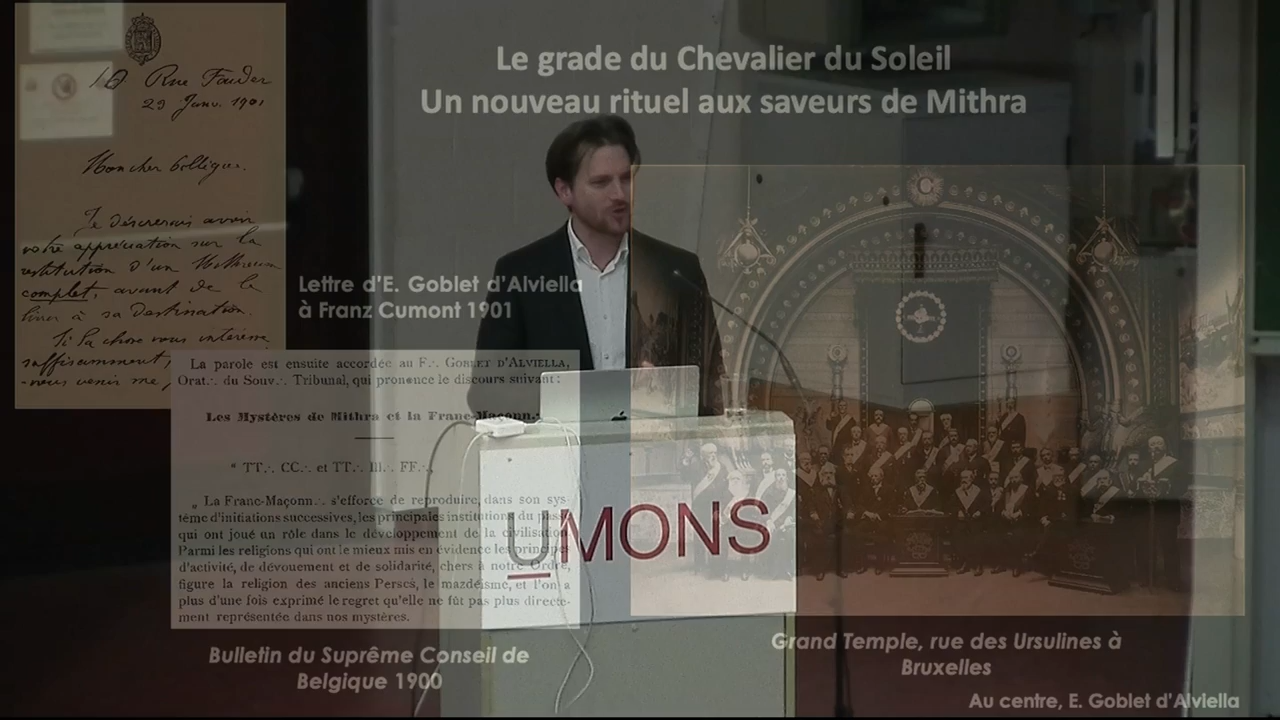 Le grade du Chevalier du Soleil
Un nouveau rituel aux saveurs de Mithra
23 Janv. 1901
Mon cher collègue.
Je désirerais avoir
votre appréciation sur la
restitution d'un Mithraeum
complet, avant de le
livrer à sa destination.
Si la chose vous intéresse
suffisamment,
venir me
Lettre d'E. Goblet d'Alviella
à Franz Cumont 1901
La parole est ensuite accordée au F∴ GOBLET D'ALVIELLA,
Orat∴ du Souv∴ Tribunal, qui prononce le discours suivant :
Les Mystères de Mithra et la Franc-Maçonn∴
“ TT∴ CC∴ et TT∴ Ill∴ FF∴,
„ La Franc-Maçonn∴ s'efforce de reproduire, dans son sys-
tème d'initiations successives, les principales institutions du passé
qui ont joué un rôle dans le développement de la civilisation
Parmi les religions qui ont le mieux mis en évidence les principes
d'activité, de dévouement et de solidarité, chers à notre Ordre,
figure la religion des anciens Perses, le mazdéisme, et l'on a
plus d'une fois exprimé le regret qu'elle ne fût pas plus directe-
ment représentée dans nos mystères.
UMONS
Bulletin du Suprême Conseil de
Belgique 1900
Grand Temple, rue des Ursulines à
Bruxelles
Au centre, E. Goblet d'Alviella